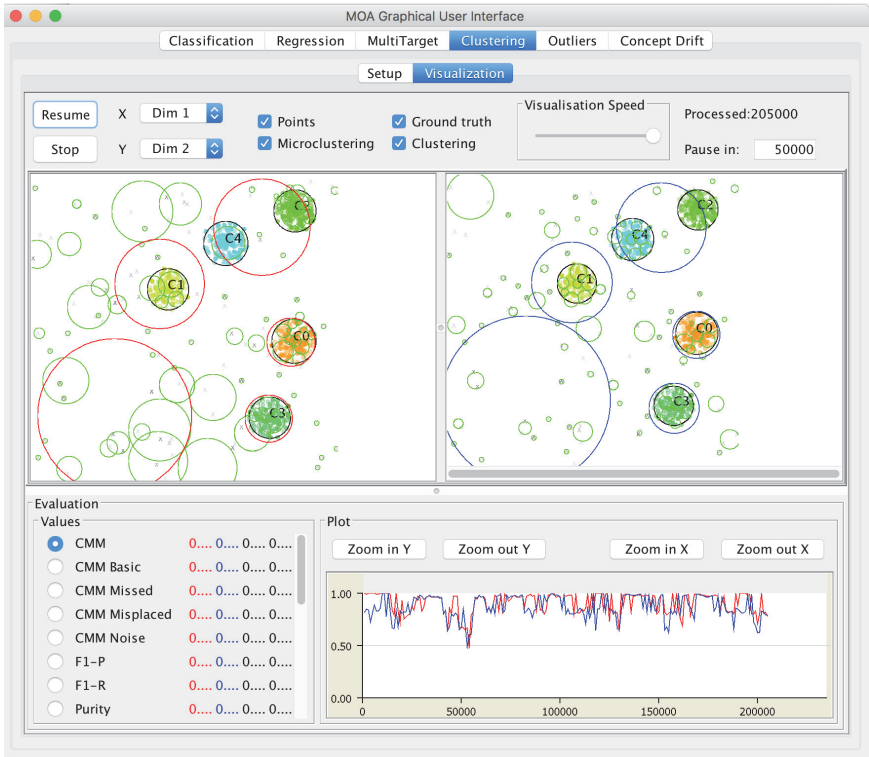 MOA Graphical User Interface
Classification Regression MultiTarget Clustering Outliers Concept Drift
Setup Visualization
Resume X Dim 1 Points Ground truth Visualisation Speed Processed:205000
Stop Y Dim 2 Microclustering Clustering Pause in: 50000
C2
C4
C1
C0
C3
C2
C4
C1
C0
C3
Evaluation
Values
CMM 0.... 0.... 0.... 0....
CMM Basic 0.... 0.... 0.... 0....
CMM Missed 0.... 0.... 0.... 0....
CMM Misplaced 0.... 0.... 0.... 0....
CMM Noise 0.... 0.... 0.... 0....
F1-P 0.... 0.... 0.... 0....
F1-R 0.... 0.... 0.... 0....
Purity 0.... 0.... 0.... 0....
Plot
Zoom in Y Zoom out Y Zoom in X Zoom out X
1.00
0.50
0.00
0 50000 100000 150000 200000